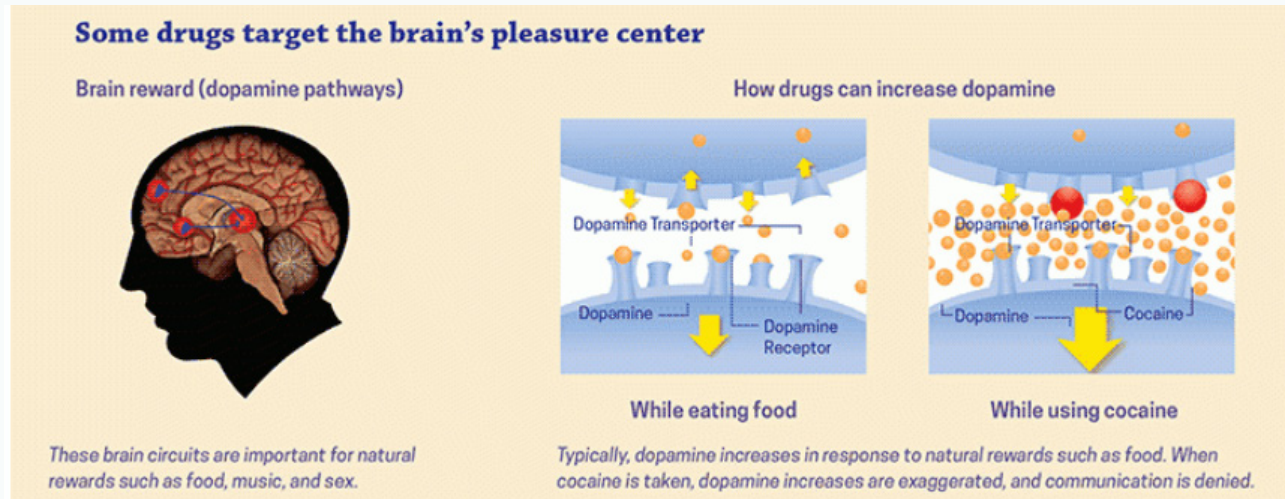 Some drugs target the brain's pleasure center
Brain reward (dopamine pathways)
How drugs can increase dopamine
Dopamine Transporter
Dopamine
Dopamine
Receptor
Dopamine Transporter
Dopamine
Cocaine
While eating food
While using cocaine
These brain circuits are important for natural
rewards such as food, music, and sex.
Typically, dopamine increases in response to natural rewards such as food. When
cocaine is taken, dopamine increases are exaggerated, and communication is denied.